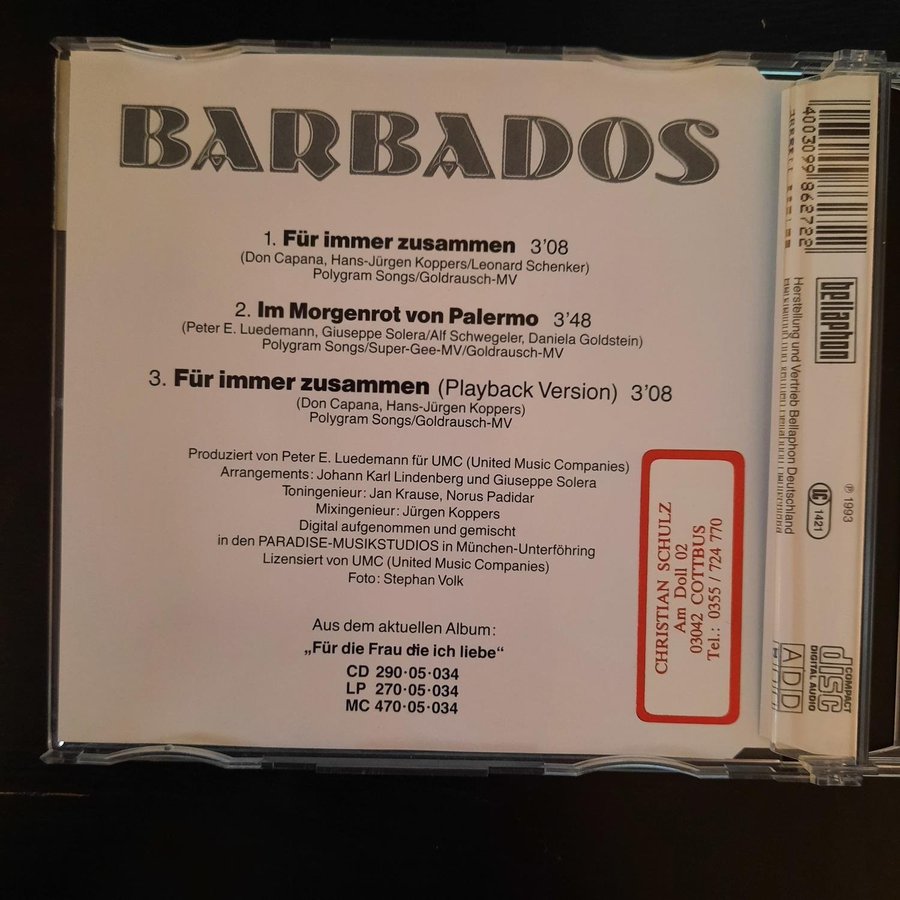 BARBADOS
1. Für immer zusammen 3'08
(Don Capana, Hans-Jürgen Koppers/Leonard Schenker)
Polygram Songs/Goldrausch-MV
2. Im Morgenrot von Palermo 3'48
(Peter E. Luedemann, Giuseppe Solera/Alf Schwegeler, Daniela Goldstein)
Polygram Songs/Super-Gee-MV/Goldrausch-MV
3. Für immer zusammen (Playback Version) 3'08
(Don Capana, Hans-Jürgen Koppers)
Polygram Songs/Goldrausch-MV
Produziert von Peter E. Luedemann für UMC (United Music Companies)
Arrangements: Johann Karl Lindenberg und Giuseppe Solera
Toningenieur: Jan Krause, Norus Padidar
Mixingenieur: Jürgen Koppers
Digital aufgenommen und gemischt
in den PARADISE-MUSIKSTUDIOS in München-Unterföhring
Lizensiert von UMC (United Music Companies)
Foto: Stephan Volk
Aus dem aktuellen Album:
„Für die Frau die ich liebe“
CD 290·05·034
LP 270·05·034
MC 470·05·034
CHRISTIAN SCHULZ
Am Doll 02
03042 COTTBUS
Tel.: 0355 / 724 770
4003099 862722
bellaphon
Herstellung und Vertrieb Bellaphon Deutschland
℗ 1993
LC
1421
COMPACT
disc
DIGITAL AUDIO
ADD